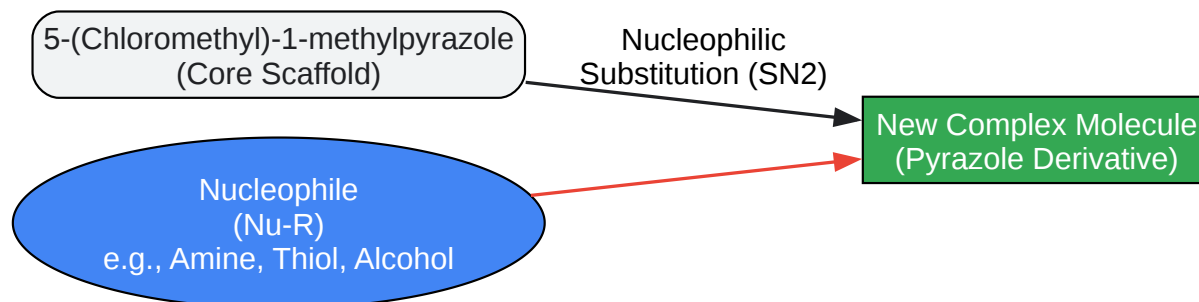 5-(Chloromethyl)-1-methylpyrazole
(Core Scaffold)
Nucleophilic
Substitution (SN2)
New Complex Molecule
(Pyrazole Derivative)
Nucleophile
(Nu-R)
e.g., Amine, Thiol, Alcohol